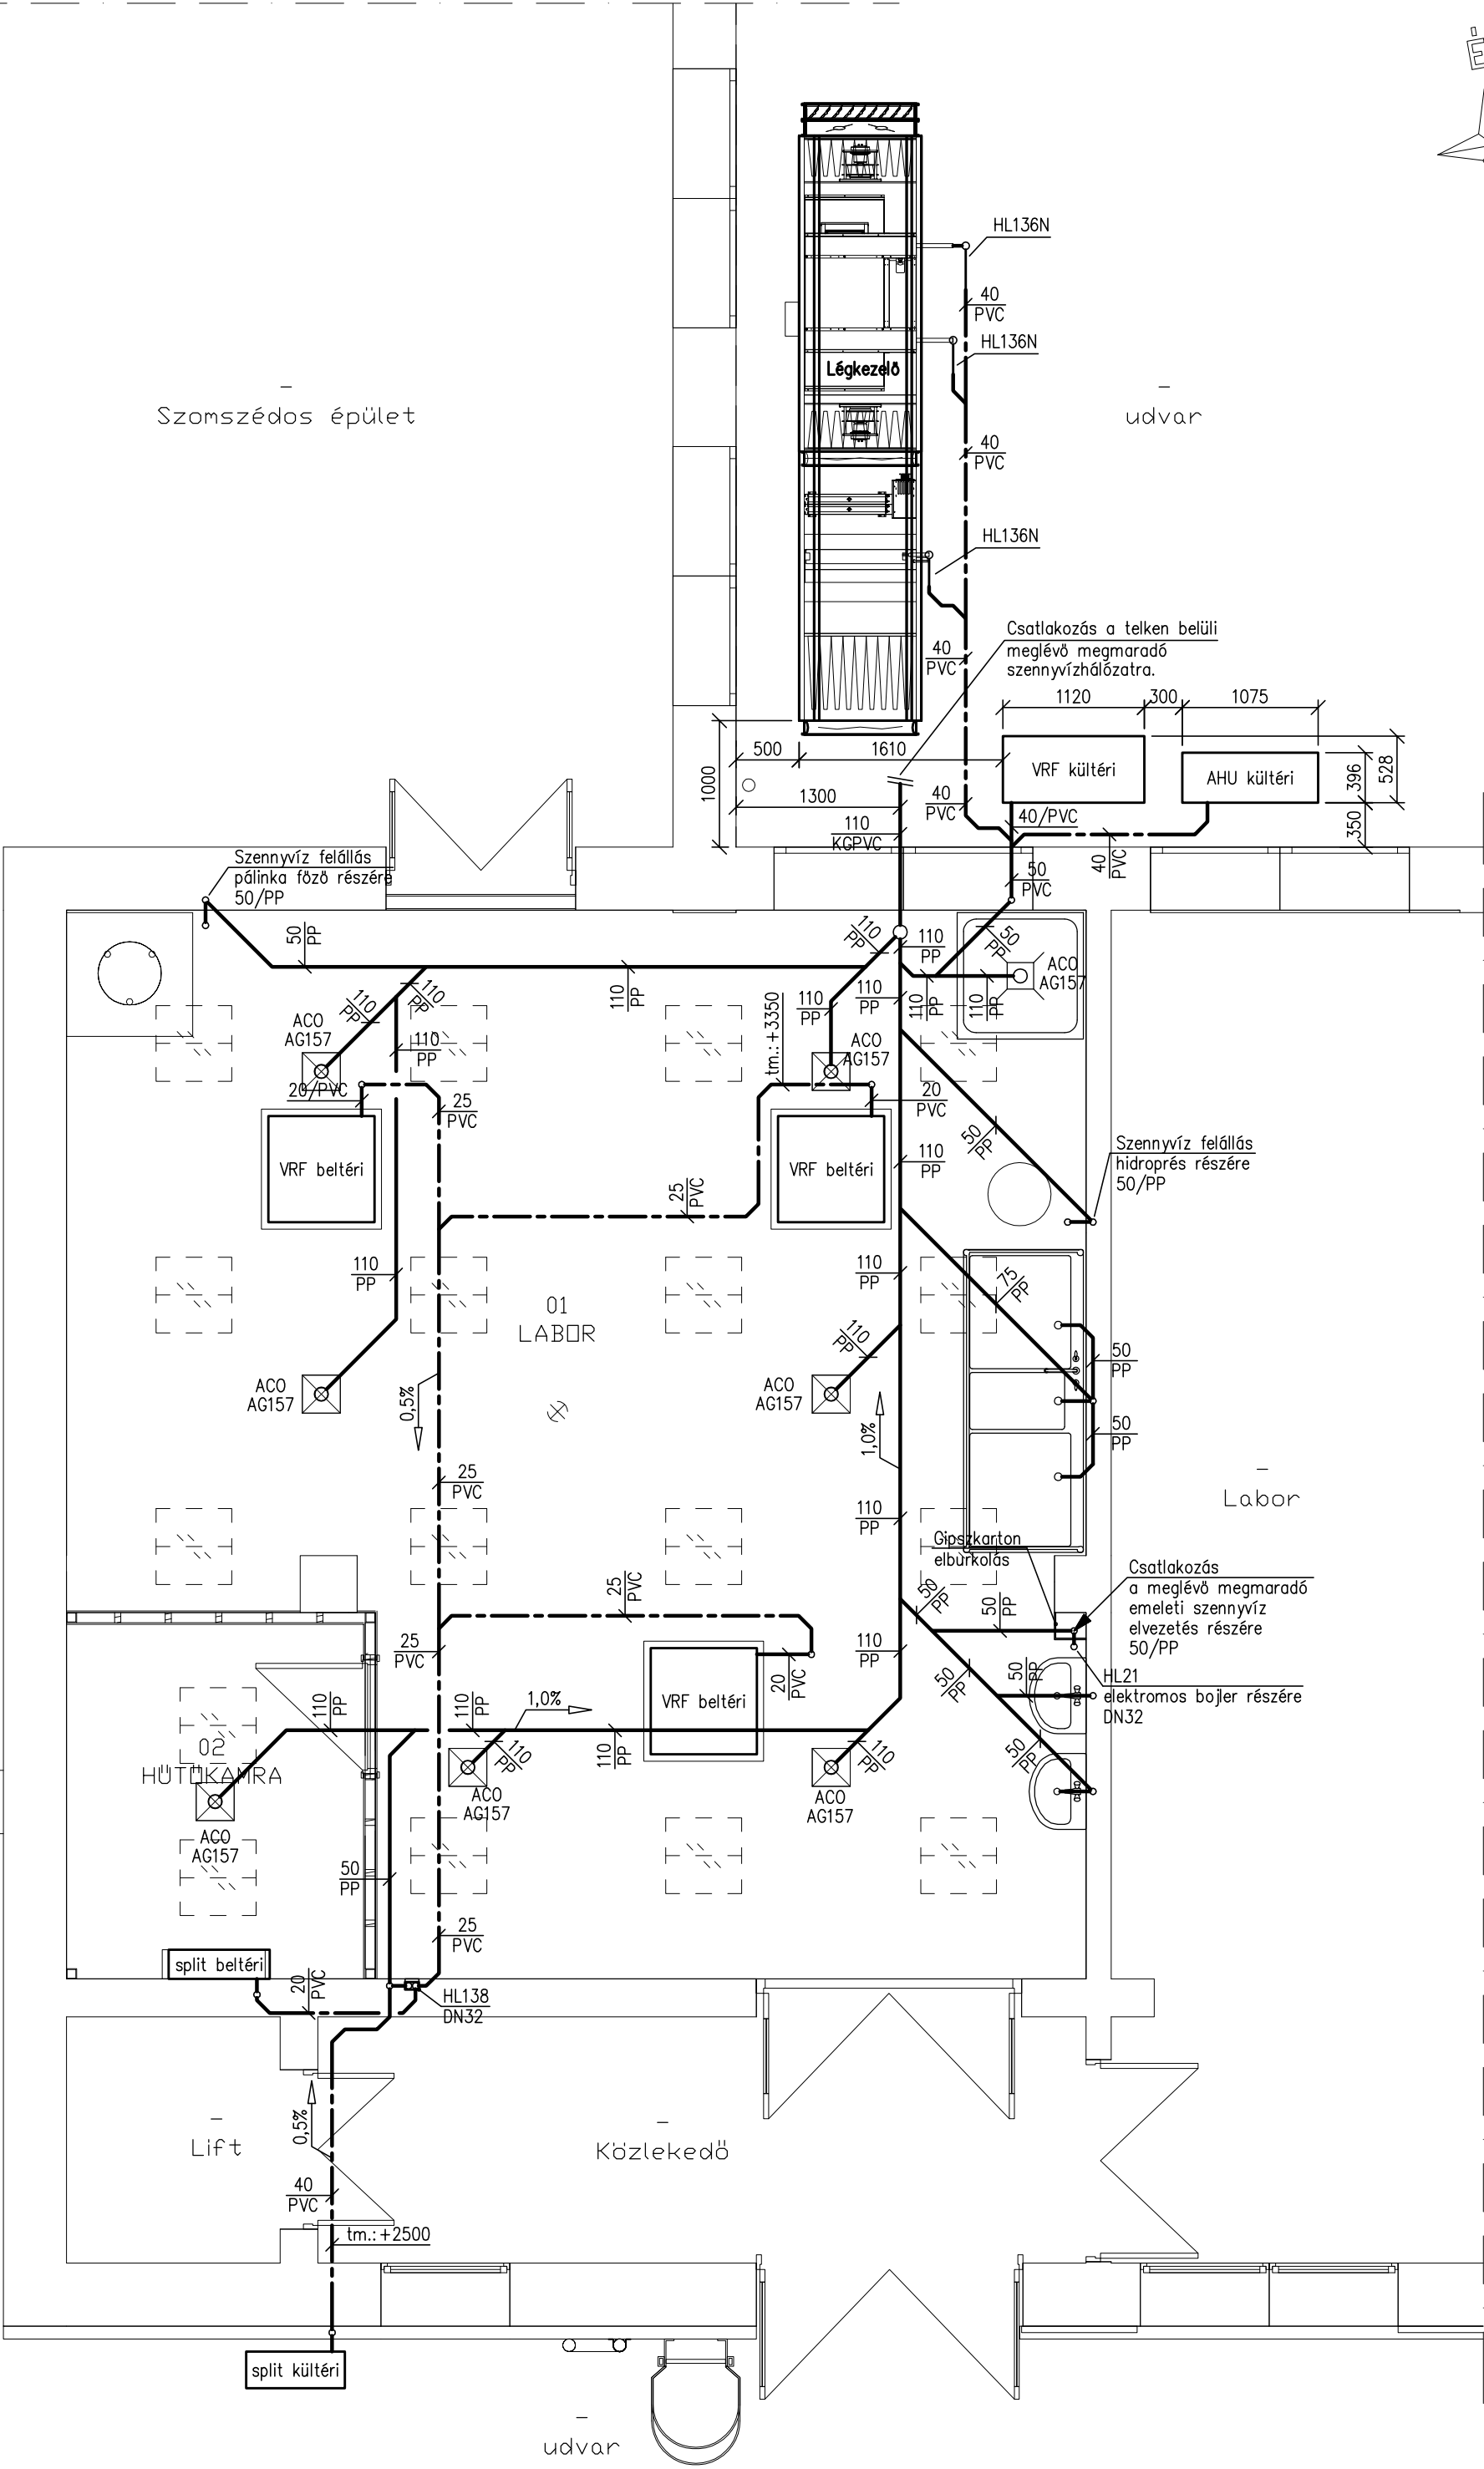 É
HL136N
40
PVC
HL136N
Légkezelő
Szomszédos épület
udvar
40
PVC
HL136N
Csatlakozás a telken belüli
meglévő megmaradó
szennyvízhálózatra.
40
PVC
1120
300
1075
500
1610
1000
VRF kültéri
AHU kültéri
396
528
350
1300
40
PVC
40/PVC
110
KGPVC
40
PVC
Szennyvíz felállás
pálinka főző részére
50/PP
50
PVC
50
PP
110
PP
110
PP
50
PP
ACO
AG157
110
PP
110
PP
110
PP
110
PP
110
PP
110
PP
110
PP
tm.:+3350
ACO
AG157
110
PP
ACO
AG157
20/PVC
25
PVC
20
PVC
50
PP
VRF beltéri
VRF beltéri
110
PP
Szennyvíz felállás
hidroprés részére
50/PP
25
PVC
110
PP
110
PP
75
PP
01
LABOR
110
PP
50
PP
ACO
AG157
0,5%
ACO
AG157
1,0%
50
PP
25
PVC
Labor
110
PP
Gipszkarton
elburkolás
Csatlakozás
a meglévő megmaradó
emeleti szennyvíz
elvezetés részére
50/PP
25
PVC
50
PP
50
PP
25
PVC
110
PP
20
PVC
50
PP
50
PP
HL21
elektromos bojler részére
DN32
VRF beltéri
110
PP
110
PP
1,0%
110
PP
110
PP
110
PP
50
PP
02
HŰTŐKAMRA
ACO
AG157
ACO
AG157
ACO
AG157
50
PP
25
PVC
split beltéri
20
PVC
HL138
DN32
Lift
0,5%
Közlekedő
40
PVC
tm.:+2500
split kültéri
udvar